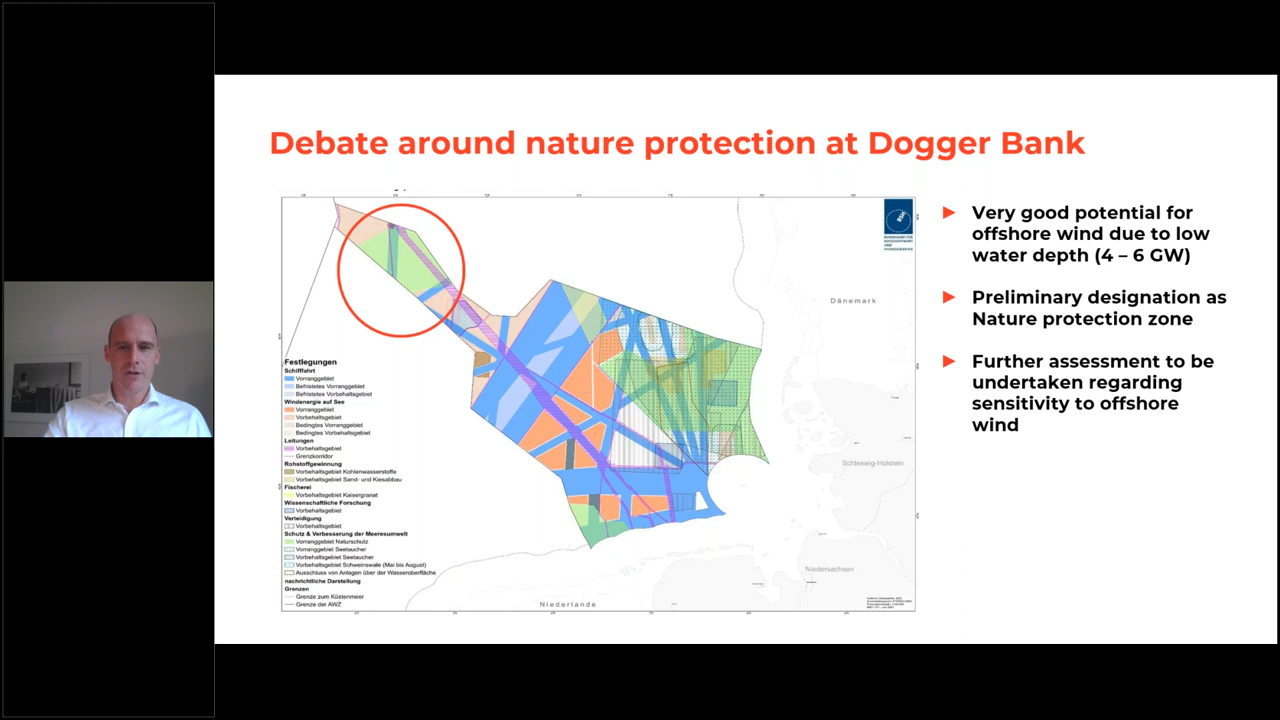 Debate around nature protection at Dogger Bank
BUNDESAMT FÜR
SEESCHIFFFAHRT
UND
HYDROGRAPHIE
Dänemark
Schleswig-Holstein
Niedersachsen
Niederlande
Festlegungen
Schifffahrt
Vorranggebiet
Befristetes Vorranggebiet
Befristetes Vorbehaltsgebiet
Windenergie auf See
Vorranggebiet
Vorbehaltsgebiet
Bedingtes Vorranggebiet
Bedingtes Vorbehaltsgebiet
Leitungen
Vorbehaltsgebiet
Grenzkorridor
Rohstoffgewinnung
Vorbehaltsgebiet Kohlenwasserstoffe
Vorbehaltsgebiet Sand- und Kiesabbau
Fischerei
Vorbehaltsgebiet Kaisergranat
Wissenschaftliche Forschung
Vorbehaltsgebiet
Verteidigung
Vorbehaltsgebiet
Schutz & Verbesserung der Meeresumwelt
Vorranggebiet Naturschutz
Vorranggebiet Seetaucher
Vorbehaltsgebiet Seetaucher
Vorbehaltsgebiet Schweinswale (Mai bis August)
Ausschluss von Anlagen über der Wasseroberfläche
nachrichtliche Darstellung
Grenzen
Grenze zum Küstenmeer
Grenze der AWZ
Very good potential for
offshore wind due to low
water depth (4 – 6 GW)
Preliminary designation as
Nature protection zone
Further assessment to be
undertaken regarding
sensitivity to offshore
wind